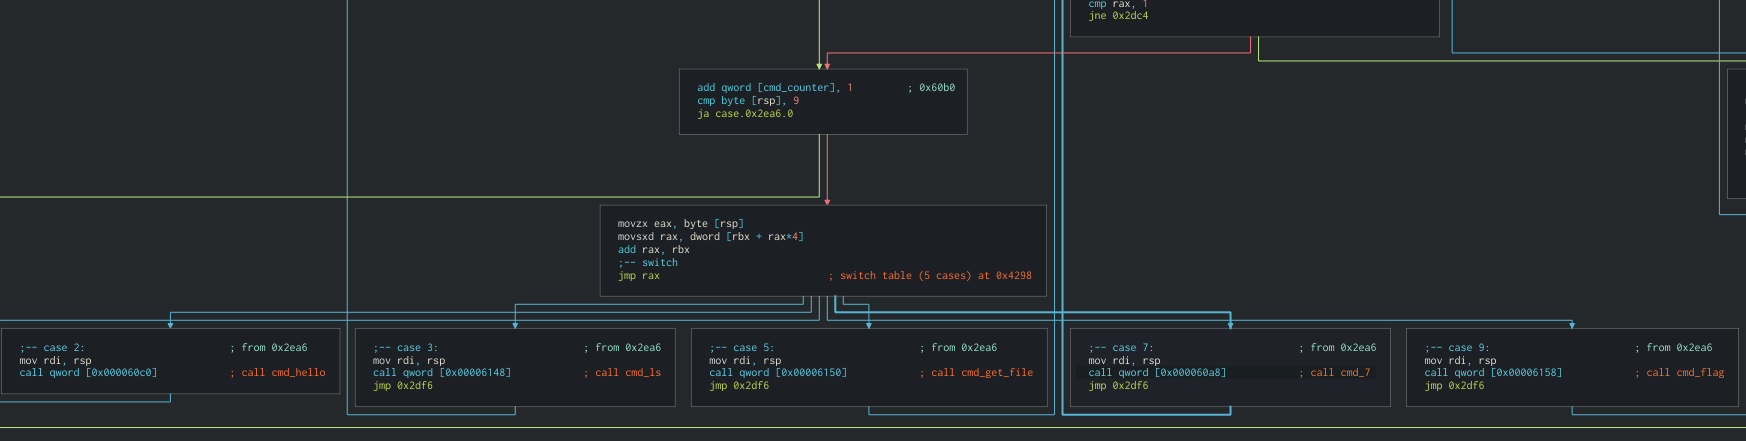 cmp rax, 1
jne 0x2dc4
add qword [cmd_counter], 1 ; 0x60b0
cmp byte [rsp], 9
ja case.0x2ea6.0
movzx eax, byte [rsp]
movsxd rax, dword [rbx + rax*4]
add rax, rbx
;-- switch
jmp rax ; switch table (5 cases) at 0x4298
;-- case 2: ; from 0x2ea6
mov rdi, rsp
call qword [0x000060c0] ; call cmd_hello
;-- case 3: ; from 0x2ea6
mov rdi, rsp
call qword [0x00006148] ; call cmd_ls
jmp 0x2df6
;-- case 5: ; from 0x2ea6
mov rdi, rsp
call qword [0x00006150] ; call cmd_get_file
jmp 0x2df6
;-- case 7: ; from 0x2ea6
mov rdi, rsp
call qword [0x000060a8] ; call cmd_7
jmp 0x2df6
;-- case 9: ; from 0x2ea6
mov rdi, rsp
call qword [0x00006158] ; call cmd_flag
jmp 0x2df6